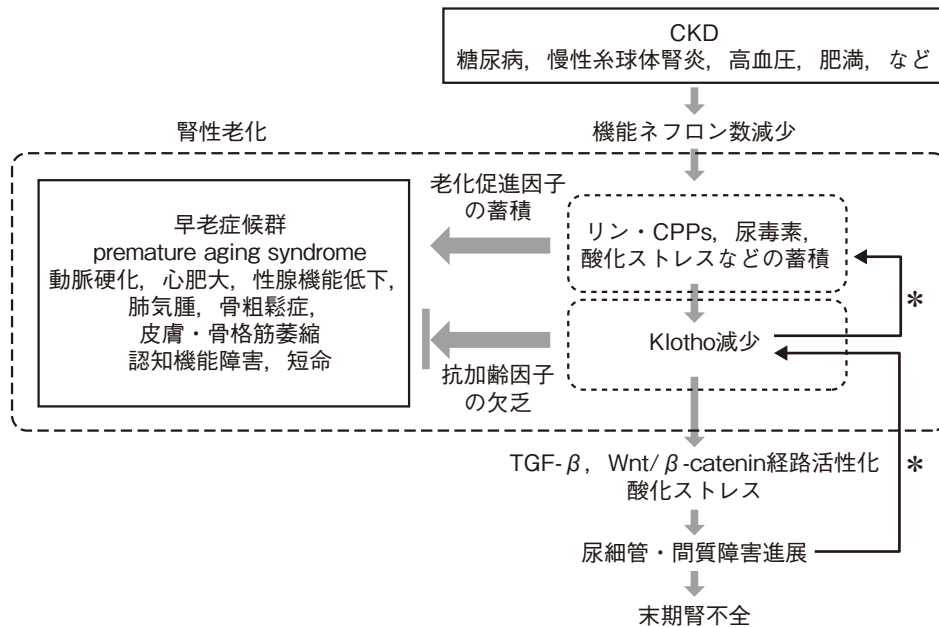 CKD
糖尿病，慢性糸球体腎炎，高血圧，肥満，など
腎性老化
機能ネフロン数減少
老化促進因子
の蓄積
早老症候群
premature aging syndrome
動脈硬化，心肥大，性腺機能低下，
肺気腫，骨粗鬆症，
皮膚・骨格筋萎縮
認知機能障害，短命
リン・CPPs，尿毒素，
酸化ストレスなどの蓄積
*
Klotho減少
抗加齢因子
の欠乏
TGF-β，Wnt/β-catenin経路活性化
酸化ストレス
*
尿細管・間質障害進展
末期腎不全